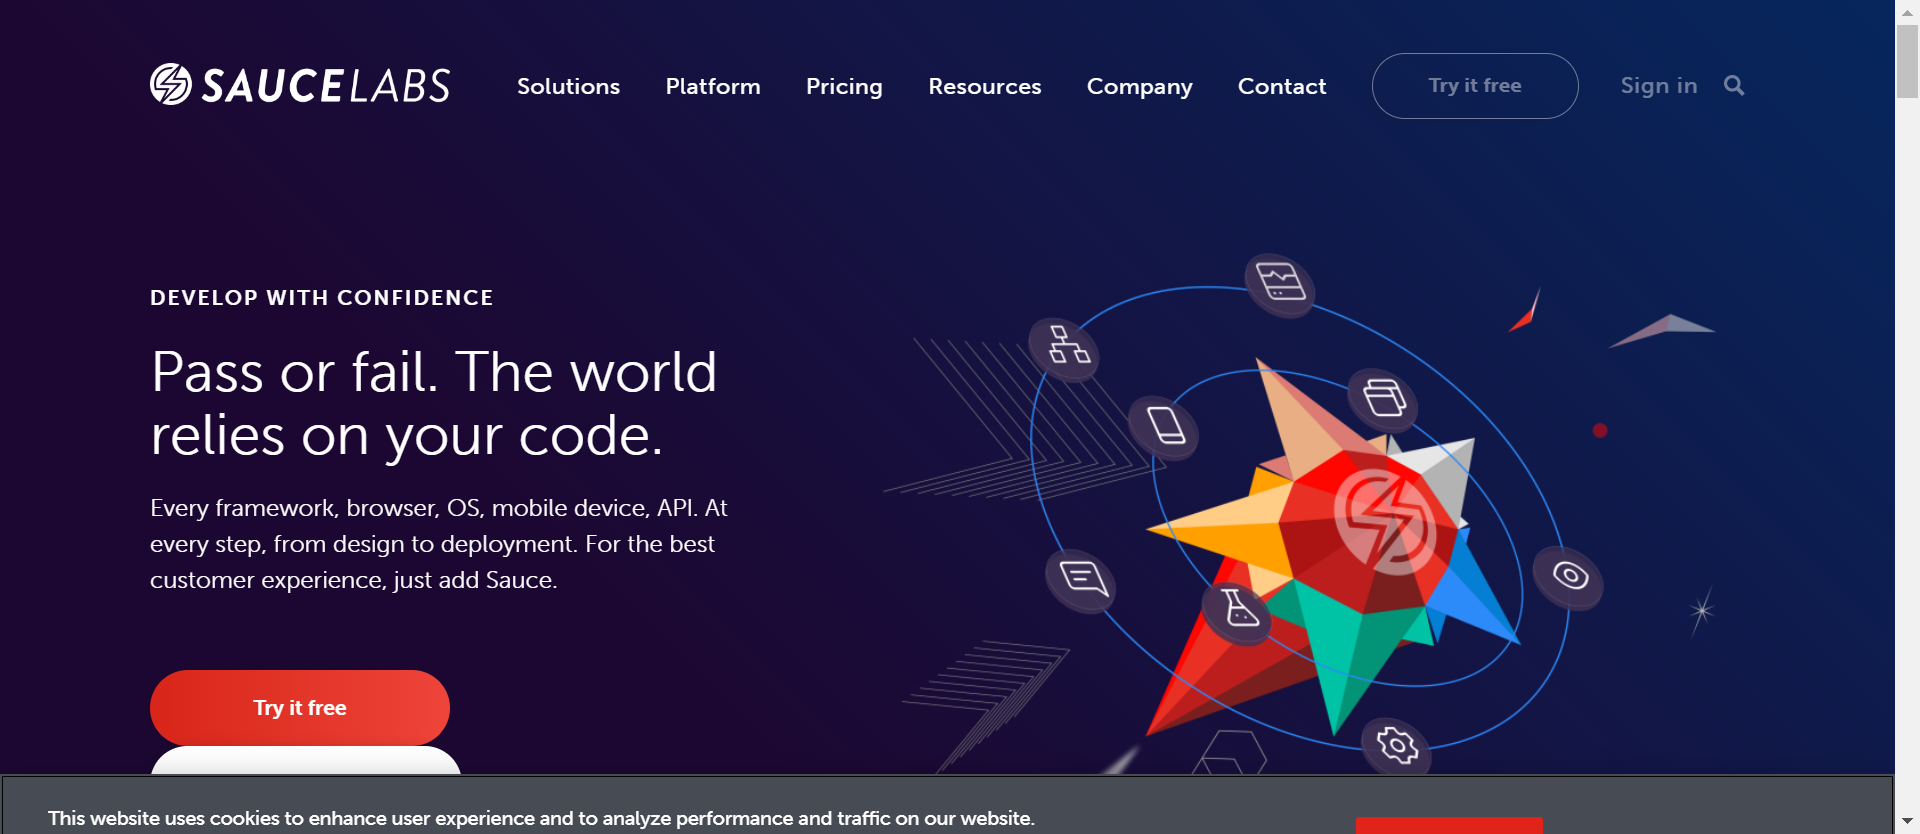 SAUCELABS
Solutions
Platform
Pricing
Resources
Company
Contact
Try it free
Sign in
DEVELOP WITH CONFIDENCE
Pass or fail. The world
relies on your code.
Every framework, browser, OS, mobile device, API. At
every step, from design to deployment. For the best
customer experience, just add Sauce.
Try it free
This website uses cookies to enhance user experience and to analyze performance and traffic on our website.